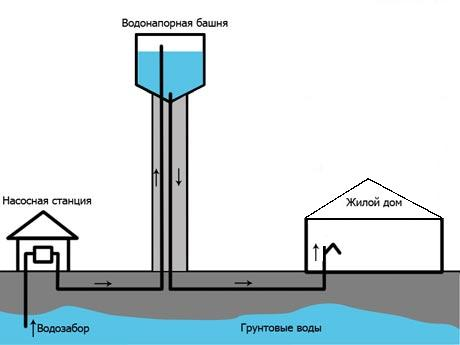 Водонапорная башня
Насосная станция
Жилой дом
Водозабор
Грунтовые воды